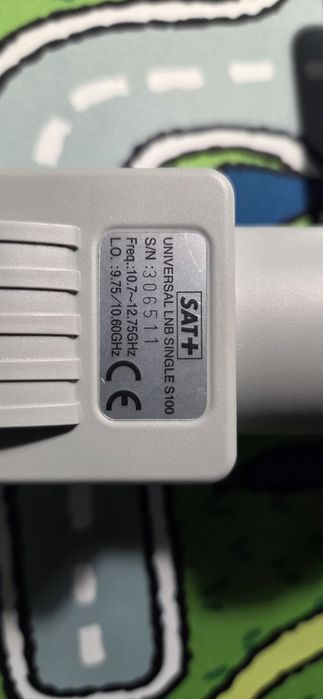 SAT+
UNIVERSAL LNB SINGLE S100
S/N:306511
Freq.:10.7~12.75GHz
L.O. :9.75/10.60GHz
CE